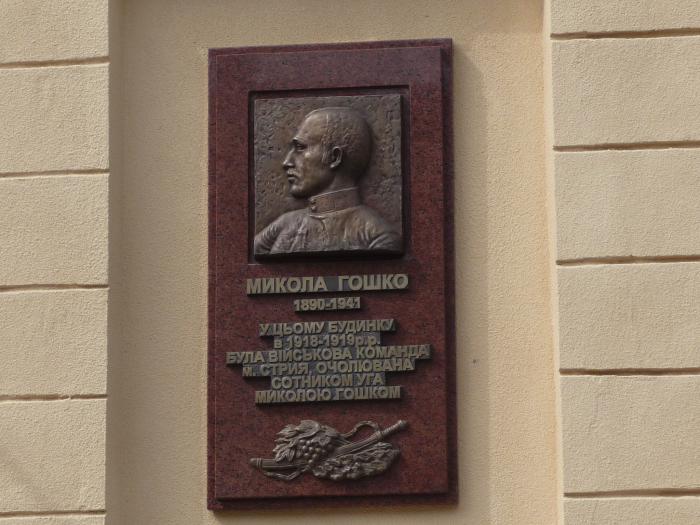 МИКОЛА ГОШКО
1890-1941
У ЦЬОМУ БУДИНКУ
в 1918-1919р.р.
БУЛА ВІЙСЬКОВА КОМАНДА
м. СТРИЯ, ОЧОЛЮВАНА
СОТНИКОМ УГА
МИКОЛОЮ ГОШКОМ